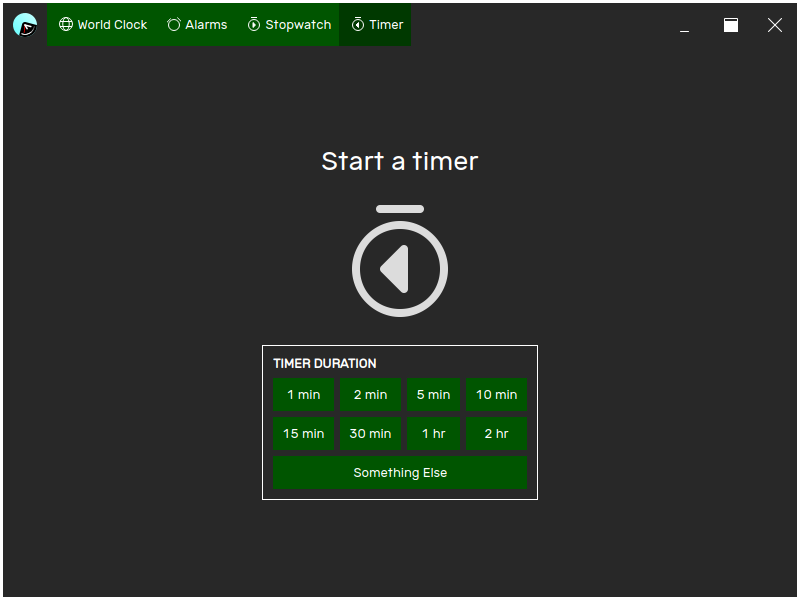 World Clock Alarms Stopwatch Timer
Start a timer
TIMER DURATION
1 min 2 min 5 min 10 min
15 min 30 min 1 hr 2 hr
Something Else